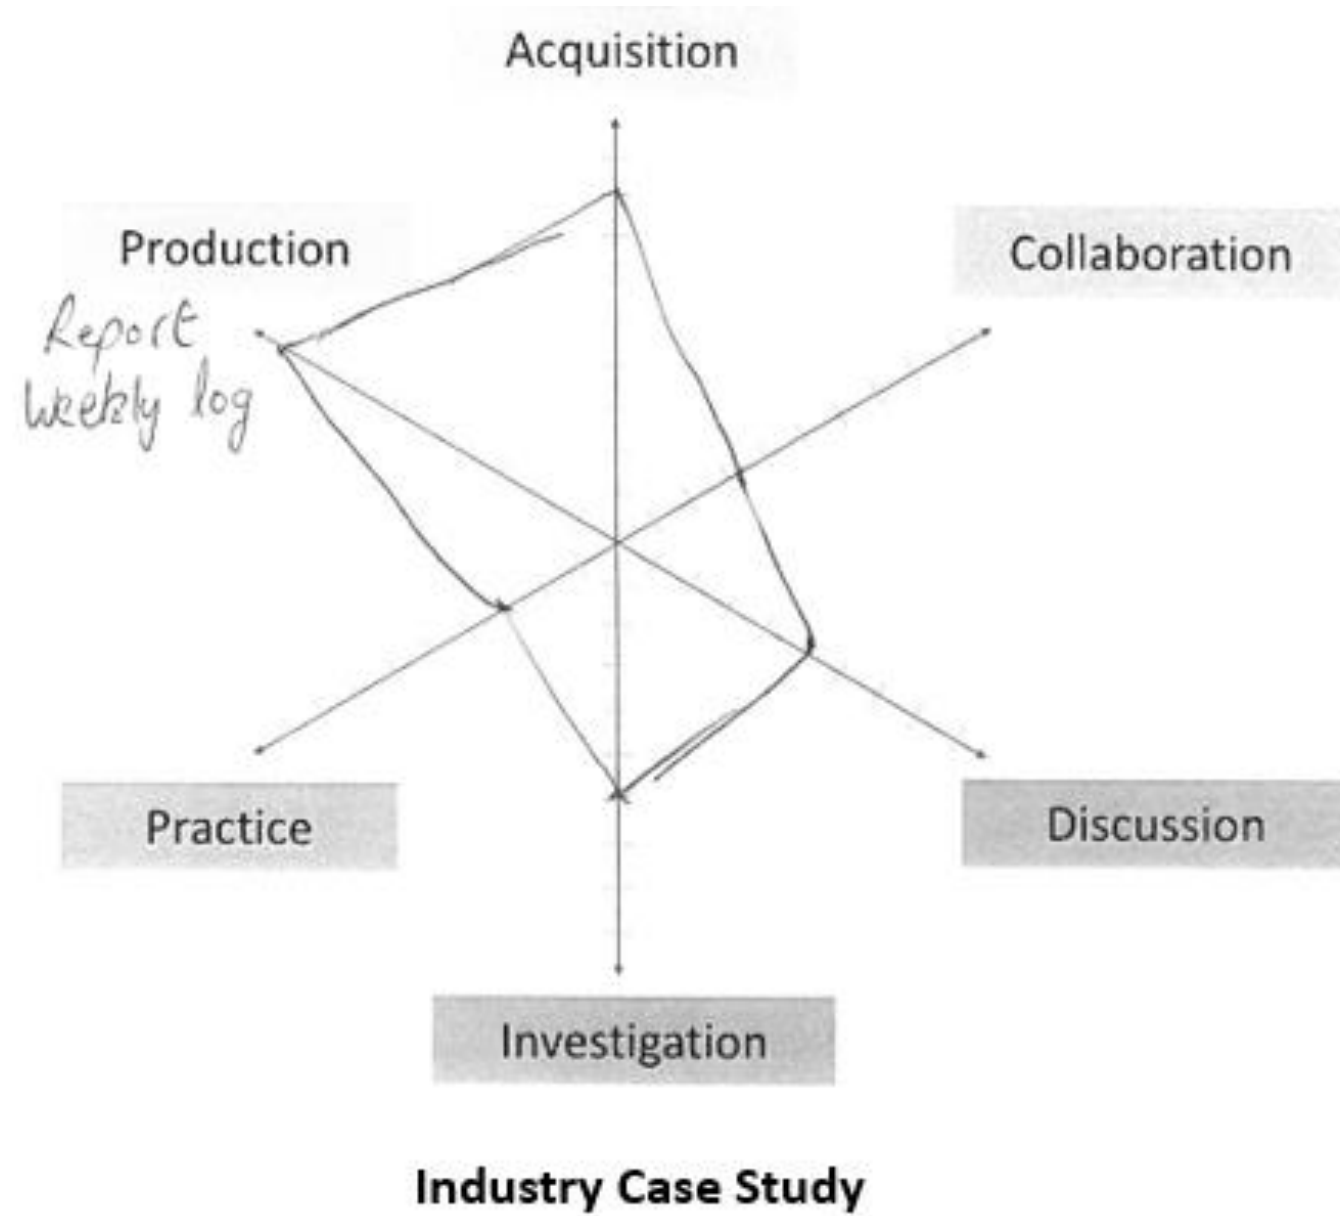 Acquisition
Production
Collaboration
Report
Weekly log
Practice
Discussion
Investigation
Industry Case Study